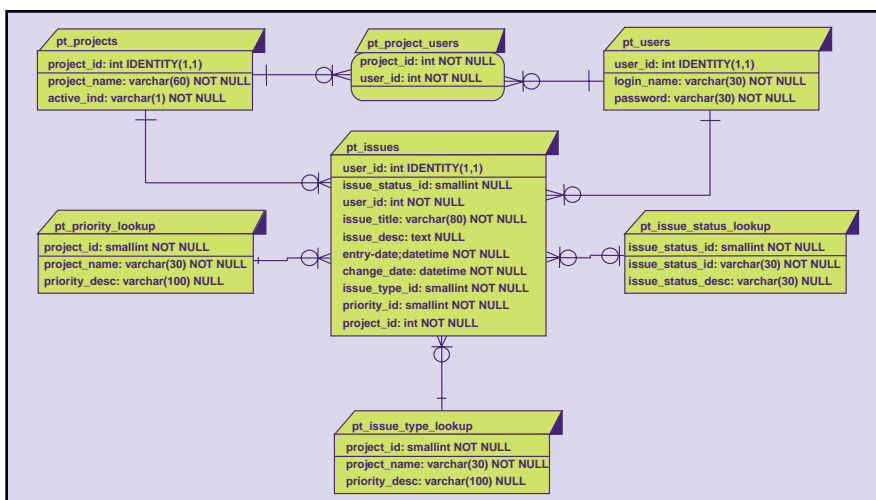 pt_projects
project_id: int IDENTITY(1,1)
project_name: varchar(60) NOT NULL
active_ind: varchar(1) NOT NULL
pt_project_users
project_id: int NOT NULL
user_id: int NOT NULL
pt_users
user_id: int IDENTITY(1,1)
login_name: varchar(30) NOT NULL
password: varchar(30) NOT NULL
pt_issues
user_id: int IDENTITY(1,1)
issue_status_id: smallint NULL
user_id: int NOT NULL
issue_title: varchar(80) NOT NULL
issue_desc: text NULL
entry-date;datetime NOT NULL
change_date: datetime NOT NULL
issue_type_id: smallint NOT NULL
priority_id: smallint NOT NULL
project_id: int NOT NULL
pt_priority_lookup
project_id: smallint NOT NULL
project_name: varchar(30) NOT NULL
priority_desc: varchar(100) NULL
pt_issue_status_lookup
issue_status_id: smallint NOT NULL
issue_status_id: varchar(30) NOT NULL
issue_status_desc: varchar(30) NULL
pt_issue_type_lookup
project_id: smallint NOT NULL
project_name: varchar(30) NOT NULL
priority_desc: varchar(100) NULL